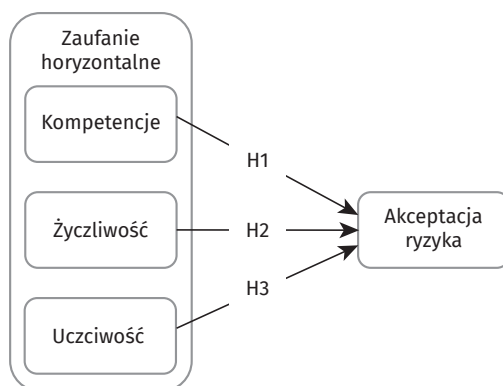 Zaufanie
horyzontalne
Kompetencje
H1
Życzliwość
H2
Akceptacja
ryzyka
H3
Uczciwość